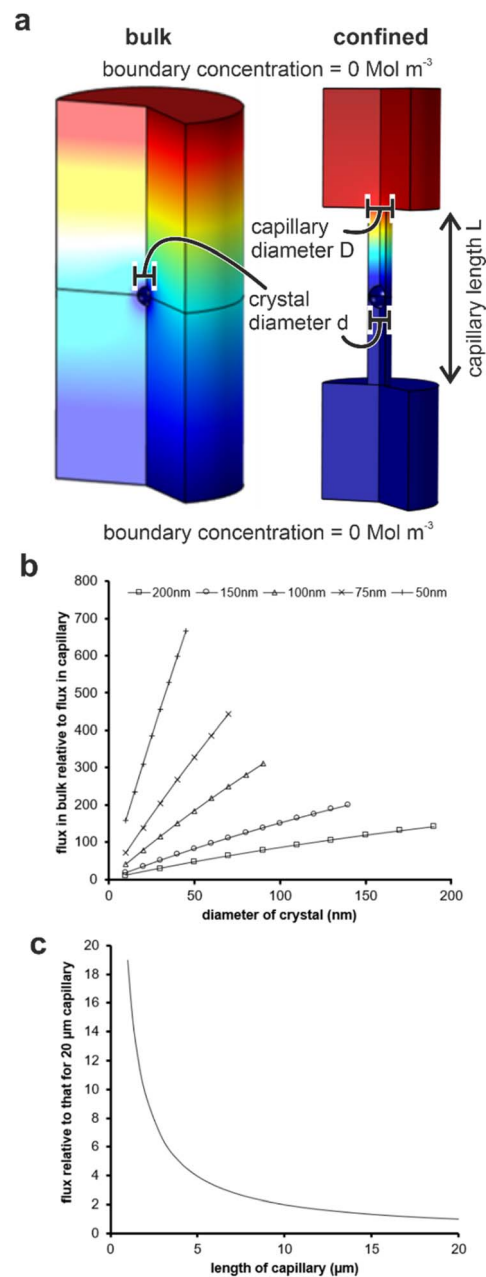 a
bulk
confined
boundary concentration = 0 Mol m-3
capillary
diameter D
crystal
diameter d
capillary length L
boundary concentration = 0 Mol m-3
b
flux in bulk relative to flux in capillary
800
700
600
500
400
300
200
100
0
200nm 150nm 100nm 75nm 50nm
0 50 100 150 200
diameter of crystal (nm)
c
flux relative to that for 20 µm capillary
20
18
16
14
12
10
8
6
4
2
0
0 5 10 15 20
length of capillary (µm)